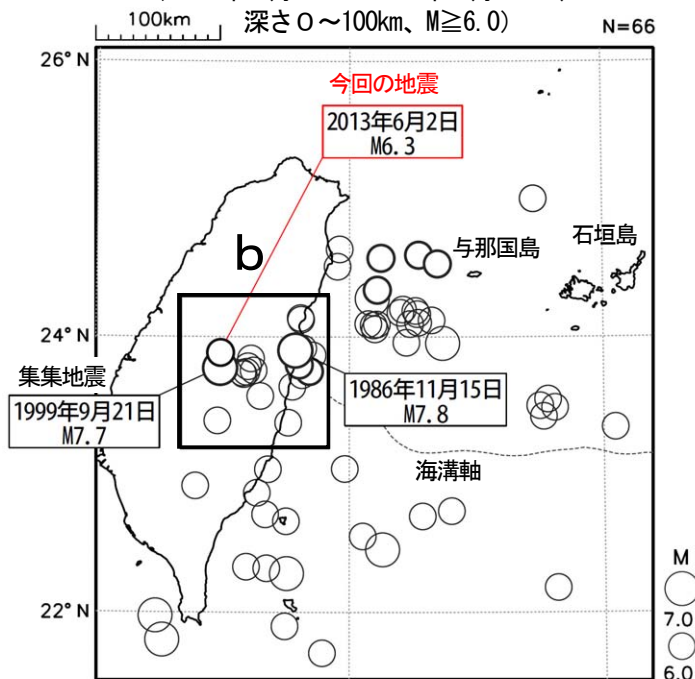 深さ0～100km、M≧6.0)
100km
N=66
26°N
今回の地震
2013年6月2日
M6.3
b
与那国島
石垣島
24°N
集集地震
1999年9月21日
M7.7
1986年11月15日
M7.8
海溝軸
22°N
M
7.0
6.0